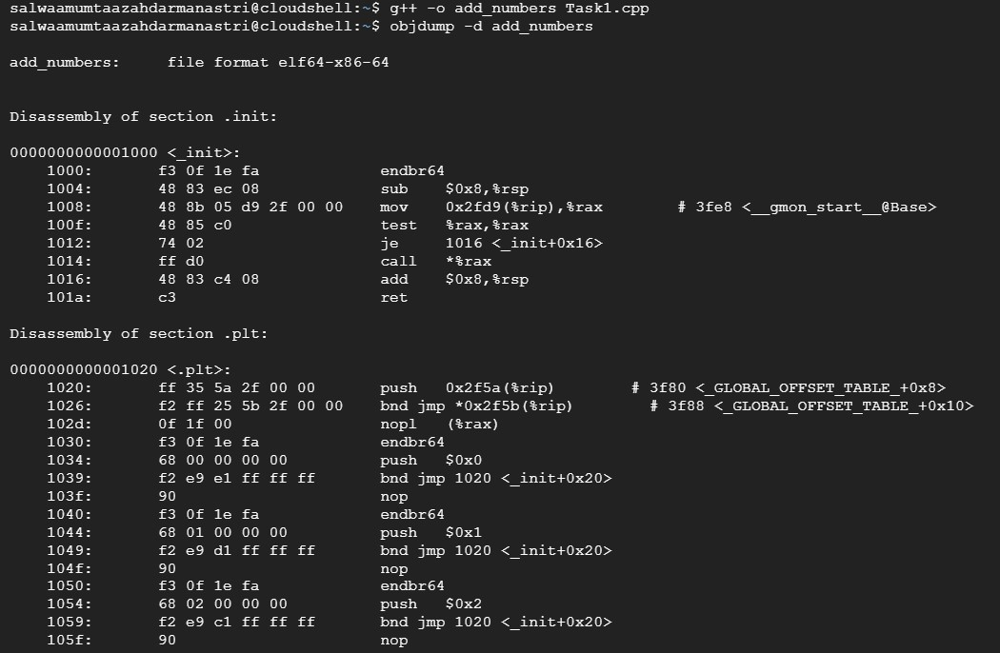 salwaamumtaazahdarmanastri@cloudshell:~$ g++ -o add_numbers Task1.cpp
salwaamumtaazahdarmanastri@cloudshell:~$ objdump -d add_numbers
add_numbers:     file format elf64-x86-64
Disassembly of section .init:
0000000000001000 <_init>:
    1000:       f3 0f 1e fa             endbr64
    1004:       48 83 ec 08             sub    $0x8,%rsp
    1008:       48 8b 05 d9 2f 00 00    mov    0x2fd9(%rip),%rax        # 3fe8 <__gmon_start__@Base>
    100f:       48 85 c0                test   %rax,%rax
    1012:       74 02                   je     1016 <_init+0x16>
    1014:       ff d0                   call   *%rax
    1016:       48 83 c4 08             add    $0x8,%rsp
    101a:       c3                      ret
Disassembly of section .plt:
0000000000001020 <.plt>:
    1020:       ff 35 5a 2f 00 00       push   0x2f5a(%rip)        # 3f80 <_GLOBAL_OFFSET_TABLE_+0x8>
    1026:       f2 ff 25 5b 2f 00 00    bnd jmp *0x2f5b(%rip)        # 3f88 <_GLOBAL_OFFSET_TABLE_+0x10>
    102d:       0f 1f 00                nopl   (%rax)
    1030:       f3 0f 1e fa             endbr64
    1034:       68 00 00 00 00          push   $0x0
    1039:       f2 e9 e1 ff ff ff       bnd jmp 1020 <_init+0x20>
    103f:       90                      nop
    1040:       f3 0f 1e fa             endbr64
    1044:       68 01 00 00 00          push   $0x1
    1049:       f2 e9 d1 ff ff ff       bnd jmp 1020 <_init+0x20>
    104f:       90                      nop
    1050:       f3 0f 1e fa             endbr64
    1054:       68 02 00 00 00          push   $0x2
    1059:       f2 e9 c1 ff ff ff       bnd jmp 1020 <_init+0x20>
    105f:       90                      nop